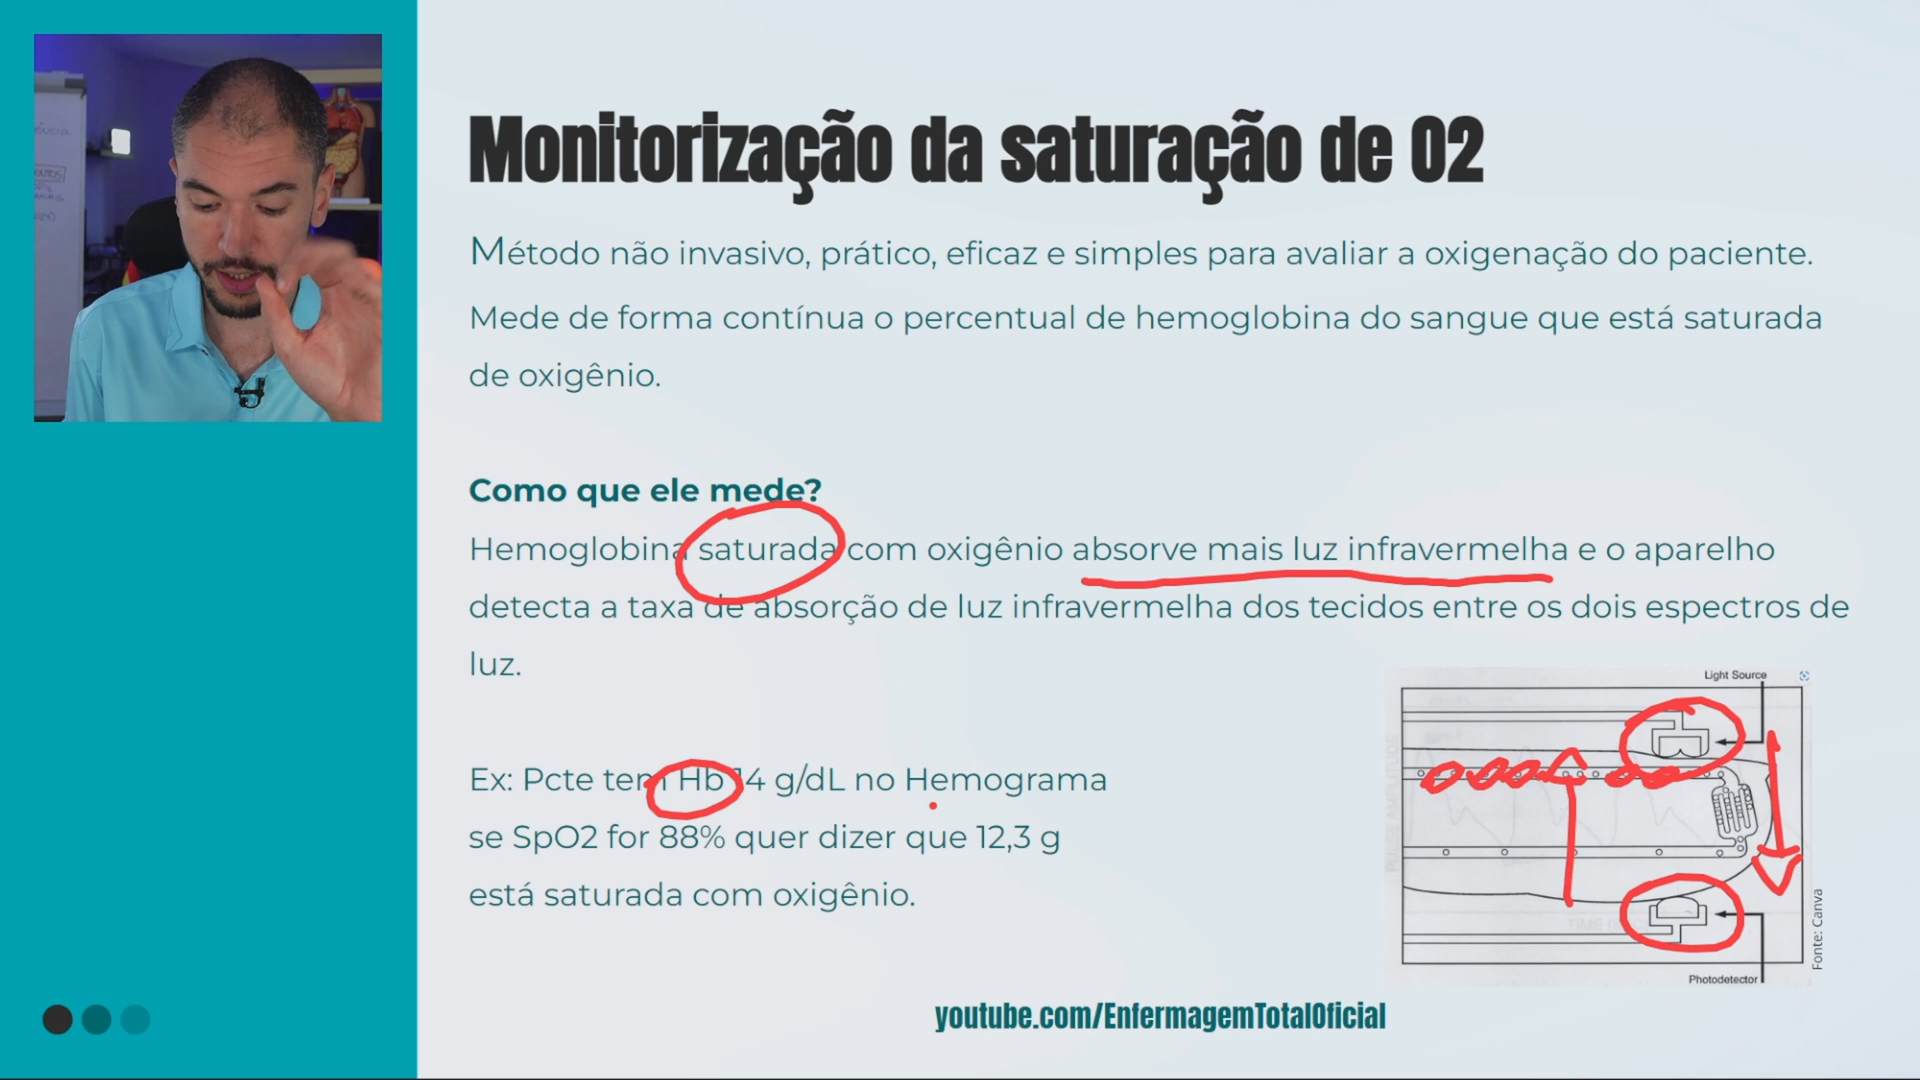 Monitorização da saturação de O2
Método não invasivo, prático, eficaz e simples para avaliar a oxigenação do paciente.
Mede de forma contínua o percentual de hemoglobina do sangue que está saturada
de oxigênio.
Como que ele mede?
Hemoglobina saturada com oxigênio absorve mais luz infravermelha e o aparelho
detecta a taxa de absorção de luz infravermelha dos tecidos entre os dois espectros de
luz.
Ex: Pcte tem Hb 14 g/dL no Hemograma
se SpO2 for 88% quer dizer que 12,3 g
está saturada com oxigênio.
Light Source
PULSE AMPLITUDE
Photodetector
Fonte: Canva
youtube.com/EnfermagemTotalOficial